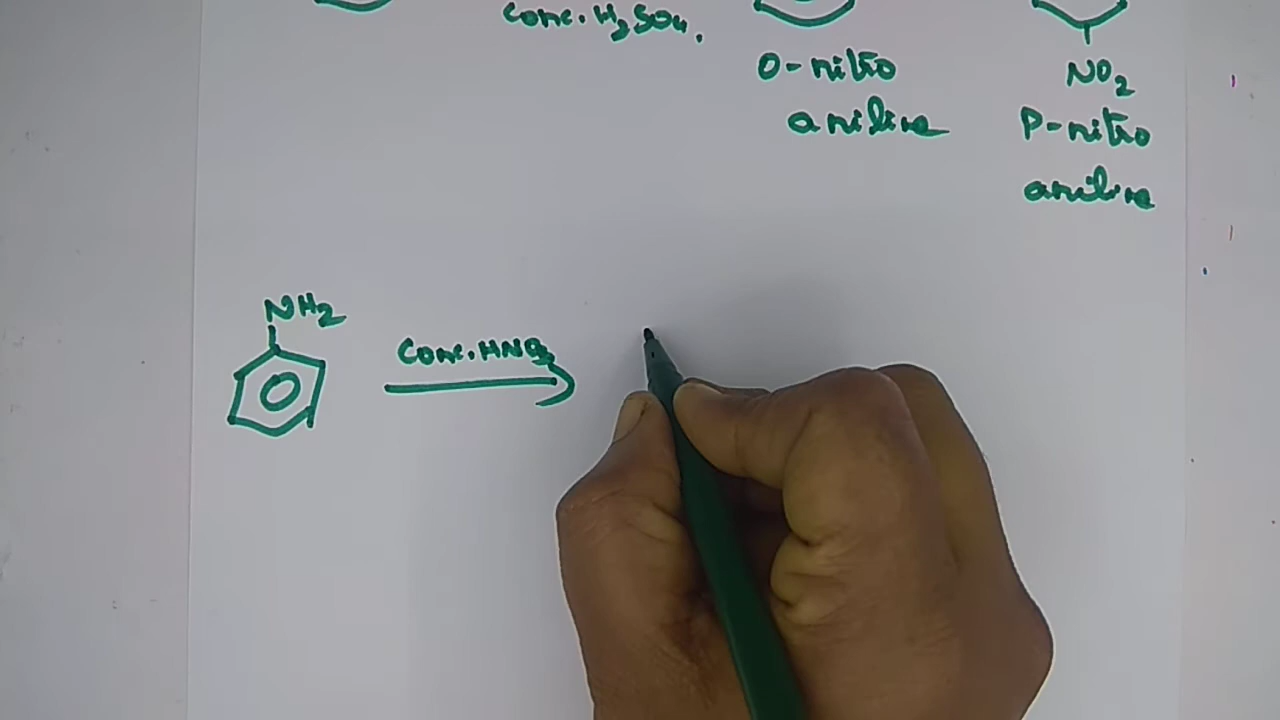 Conc. H2SO4.
O-nitro
aniline
NO2
P-nitro
aniline
NH2
Conc. HNO3